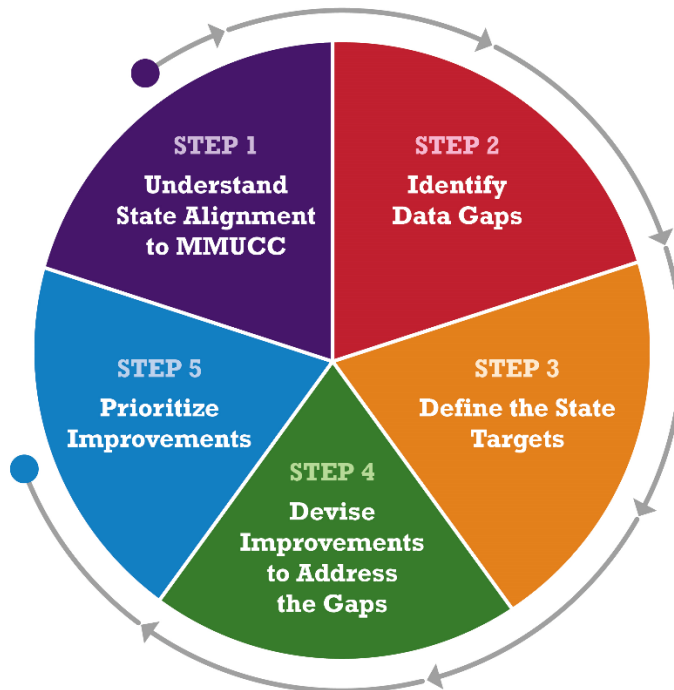 STEP 1
Understand
State Alignment
to MMUCC
STEP 2
Identify
Data Gaps
STEP 3
Define the State
Targets
STEP 4
Devise
Improvements
to Address
the Gaps
STEP 5
Prioritize
Improvements